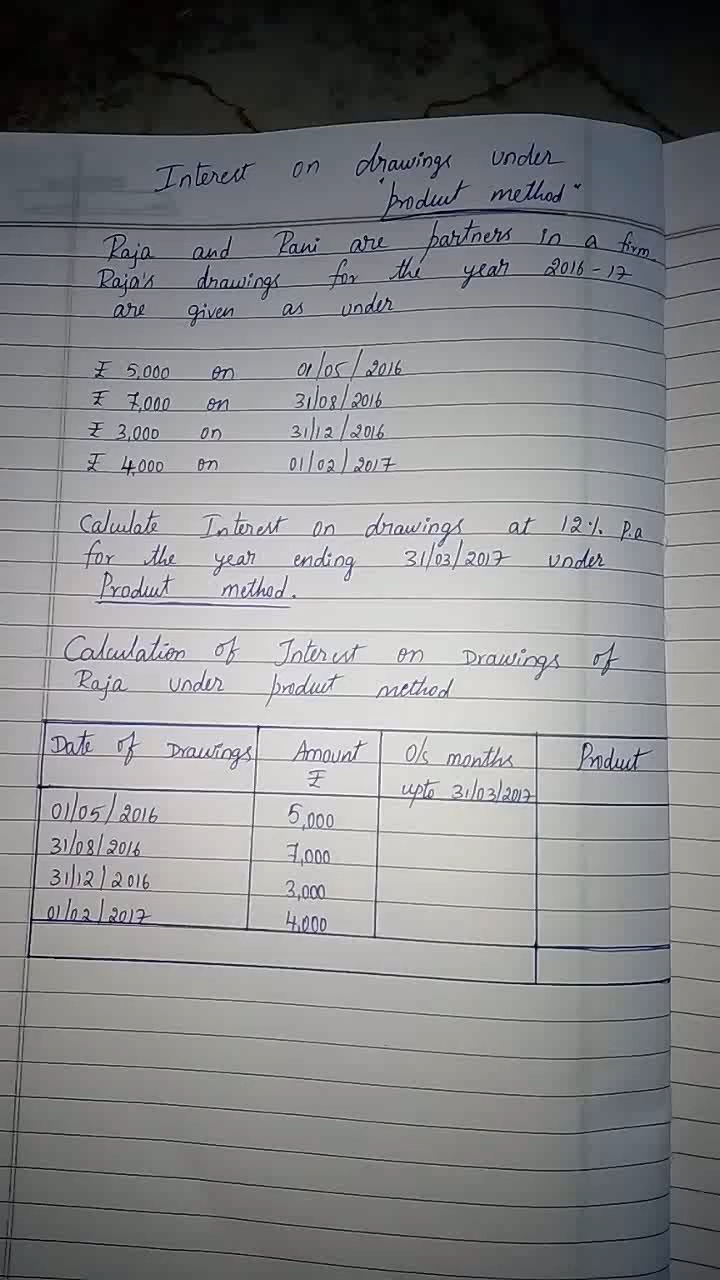 Interest on drawings under
"product method"
Raja and Rani are partners in a firm
Raja's drawings for the year 2016-17
are given as under
₹ 5,000 on 01/05/2016
₹ 7,000 on 31/08/2016
₹ 3,000 on 31/12/2016
₹ 4,000 on 01/02/2017
Calculate Interest on drawings at 12% P.a
for the year ending 31/03/2017 under
Product method.
Calculation of Interest on Drawings of
Raja under product method
Date of Drawings Amount ₹ O/s months upto 31/03/2017 Product
01/05/2016 5,000
31/08/2016 7,000
31/12/2016 3,000
01/02/2017 4,000